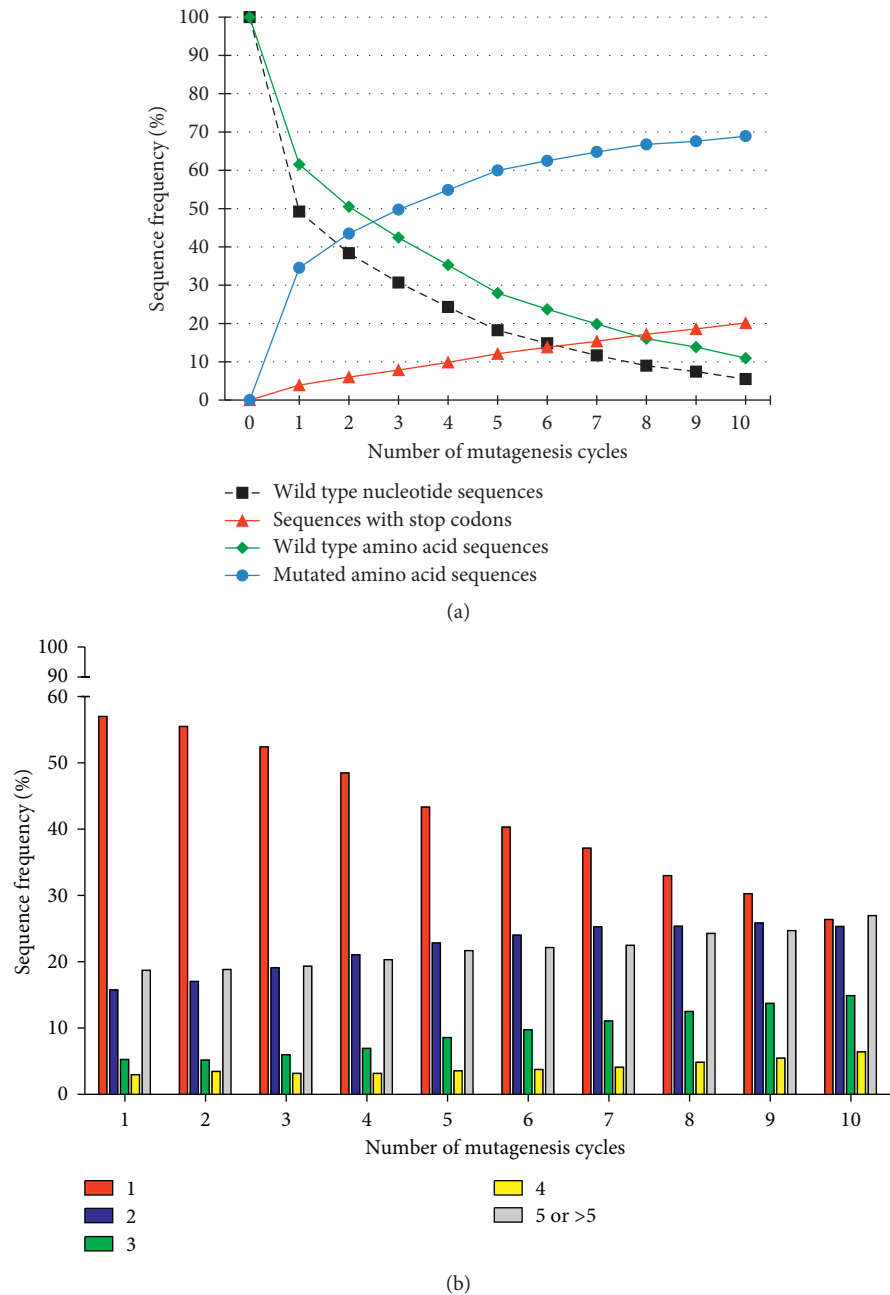 100
90
80
70
60
50
40
30
20
10
0
Sequence frequency (%)
0 1 2 3 4 5 6 7 8 9 10
Number of mutagenesis cycles
Wild type nucleotide sequences
Sequences with stop codons
Wild type amino acid sequences
Mutated amino acid sequences
(a)
100
90
60
50
40
30
20
10
0
Sequence frequency (%)
1 2 3 4 5 6 7 8 9 10
Number of mutagenesis cycles
1
2
3
4
5 or >5
(b)